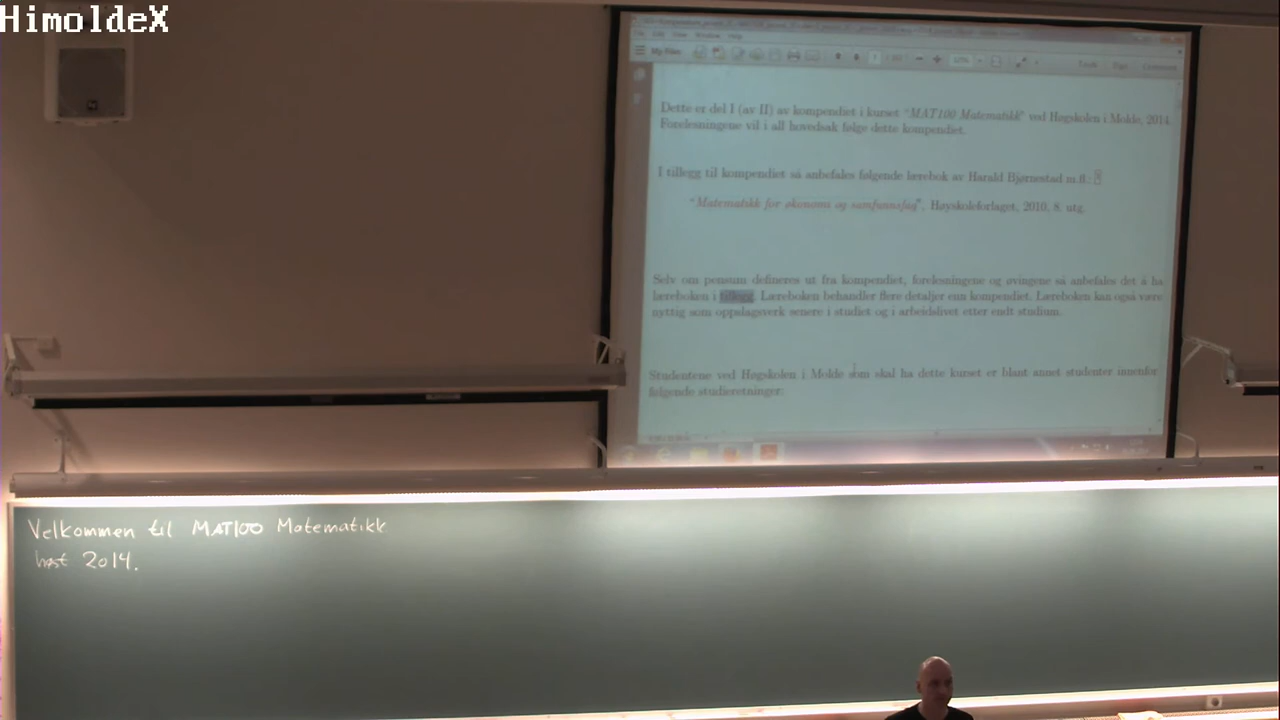 HimoldeX
My Files
Dette er del I (av II) av kompendiet i kurset "MAT100 Matematikk" ved Høgskolen i Molde, 2014.
Forelesningene vil i all hovedsak følge dette kompendiet.
I tillegg til kompendiet så anbefales følgende lærebok av Harald Bjørnestad m.fl.:
"Matematikk for økonomi og samfunnsfag", Høyskoleforlaget, 2010, 8. utg.
Selv om pensum defineres ut fra kompendiet, forelesningene og øvingene så anbefales det å ha
læreboken i tillegg. Læreboken behandler flere detaljer enn kompendiet. Læreboken kan også være
nyttig som oppslagsverk senere i studiet og i arbeidslivet etter endt studium.
Studentene ved Høgskolen i Molde som skal ha dette kurset er blant annet studenter innenfor
følgende studieretninger:
Velkommen til MAT100 Matematikk
høst 2014.